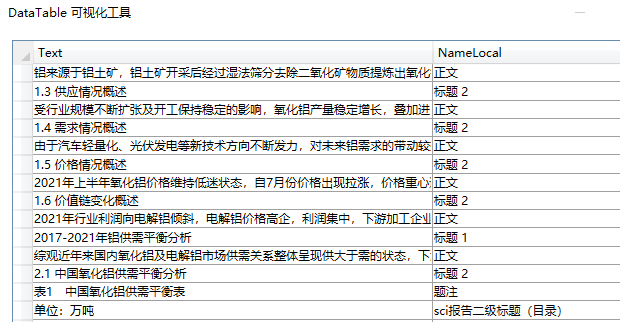 DataTable 可视化工具
Text NameLocal
铝来源于铝土矿，铝土矿开采后经过湿法筛分去除二氧化矿物质提炼出氧化 正文
1.3 供应情况概述 标题 2
受行业规模不断扩张及开工保持稳定的影响，氧化铝产量稳定增长，叠加进 正文
1.4 需求情况概述 标题 2
由于汽车轻量化、光伏发电等新技术方向不断发力，对未来铝需求的带动较 正文
1.5 价格情况概述 标题 2
2021年上半年氧化铝价格维持低迷状态，自7月份价格出现拉涨，价格重心 正文
1.6 价值链变化概述 标题 2
2021年行业利润向电解铝倾斜，电解铝价格高企，利润集中，下游加工企业 正文
2017-2021年铝供需平衡分析 标题 1
综观近年来国内氧化铝及电解铝市场供需关系整体呈现供大于需的状态，下 正文
2.1 中国氧化铝供需平衡分析 标题 2
表1 中国氧化铝供需平衡表 题注
单位：万吨 sci报告二级标题（目录）